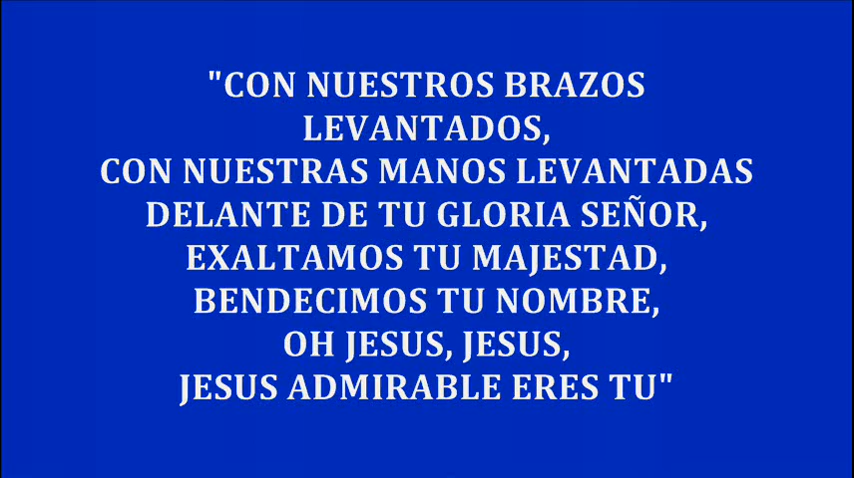 "CON NUESTROS BRAZOS
LEVANTADOS,
CON NUESTRAS MANOS LEVANTADAS
DELANTE DE TU GLORIA SEÑOR,
EXALTAMOS TU MAJESTAD,
BENDECIMOS TU NOMBRE,
OH JESUS, JESUS,
JESUS ADMIRABLE ERES TU"